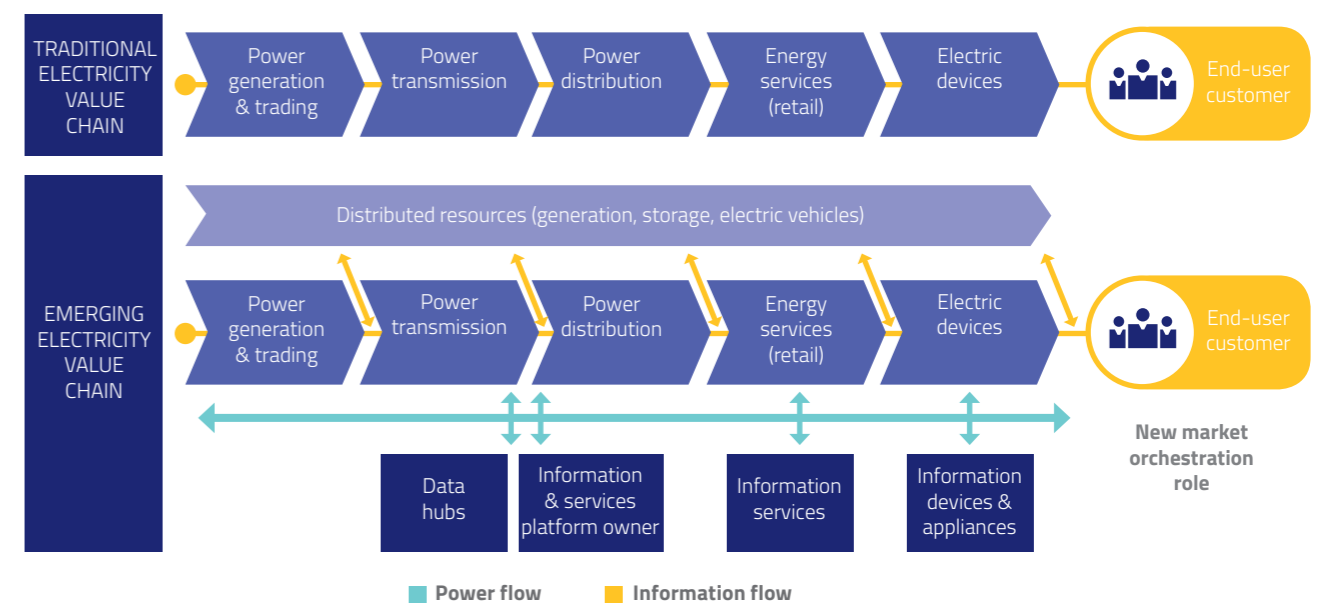 TRADITIONAL
ELECTRICITY
VALUE
CHAIN
Power
generation
& trading
Power
transmission
Power
distribution
Energy
services
(retail)
Electric
devices
End-user
customer
EMERGING
ELECTRICITY
VALUE
CHAIN
Distributed resources (generation, storage, electric vehicles)
Power
generation
& trading
Power
transmission
Power
distribution
Energy
services
(retail)
Electric
devices
End-user
customer
Data
hubs
Information
& services
platform owner
Information
services
Information
devices &
appliances
New market
orchestration
role
Power flow
Information flow